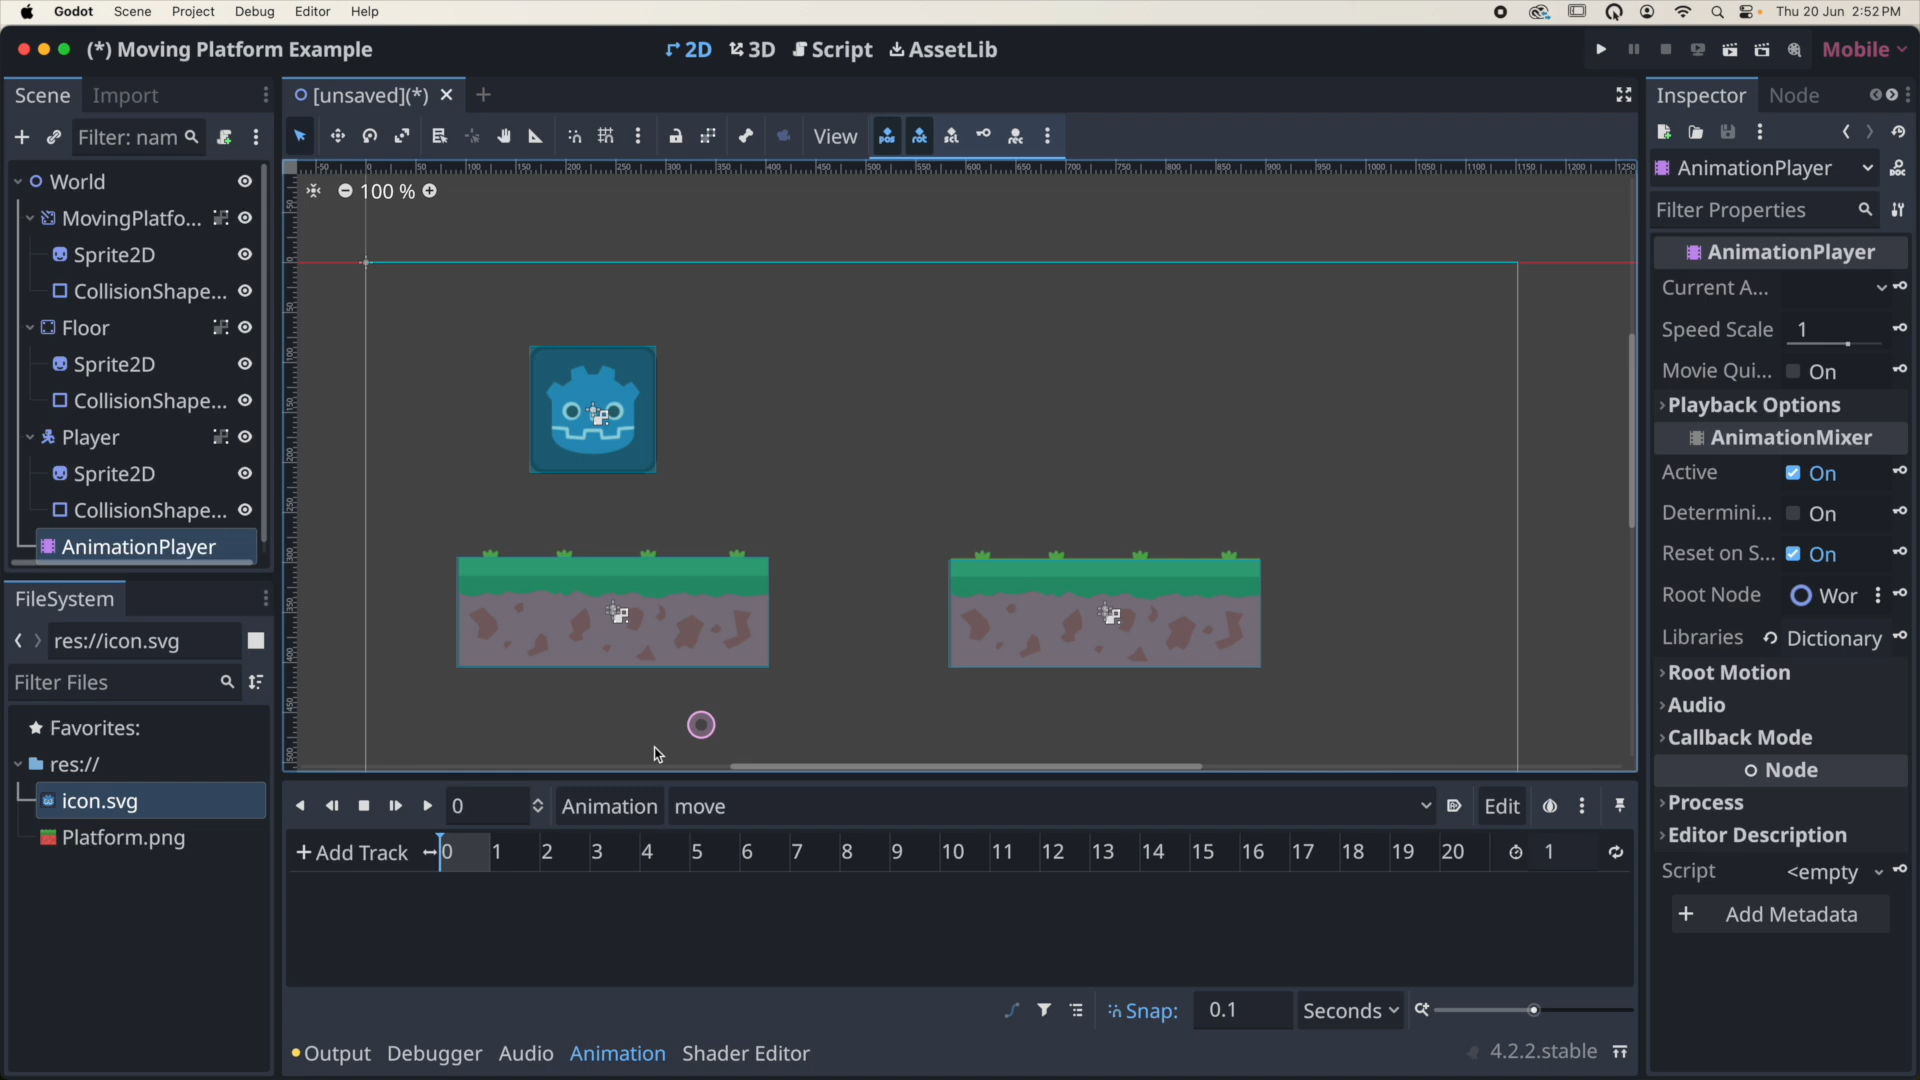 Godot Scene Project Debug Editor Help Thu 20 Jun 2:52 PM
(*) Moving Platform Example 2D 3D Script AssetLib Mobile
Scene Import
[unsaved](*)
Inspector Node
Filter: nam
View
100 %
World
MovingPlatfo...
Sprite2D
CollisionShape...
Floor
Sprite2D
CollisionShape...
Player
Sprite2D
CollisionShape...
AnimationPlayer
FileSystem
res://icon.svg
Filter Files
Favorites:
res://
icon.svg
Platform.png
0 Animation move Edit
Add Track 0 1 2 3 4 5 6 7 8 9 10 11 12 13 14 15 16 17 18 19 20 1
Snap: 0.1 Seconds
Output Debugger Audio Animation Shader Editor 4.2.2.stable
AnimationPlayer
Filter Properties
AnimationPlayer
Current A...
Speed Scale 1
Movie Qui... On
Playback Options
AnimationMixer
Active On
Determini... On
Reset on S... On
Root Node Wor
Libraries Dictionary
Root Motion
Audio
Callback Mode
Node
Process
Editor Description
Script <empty
Add Metadata